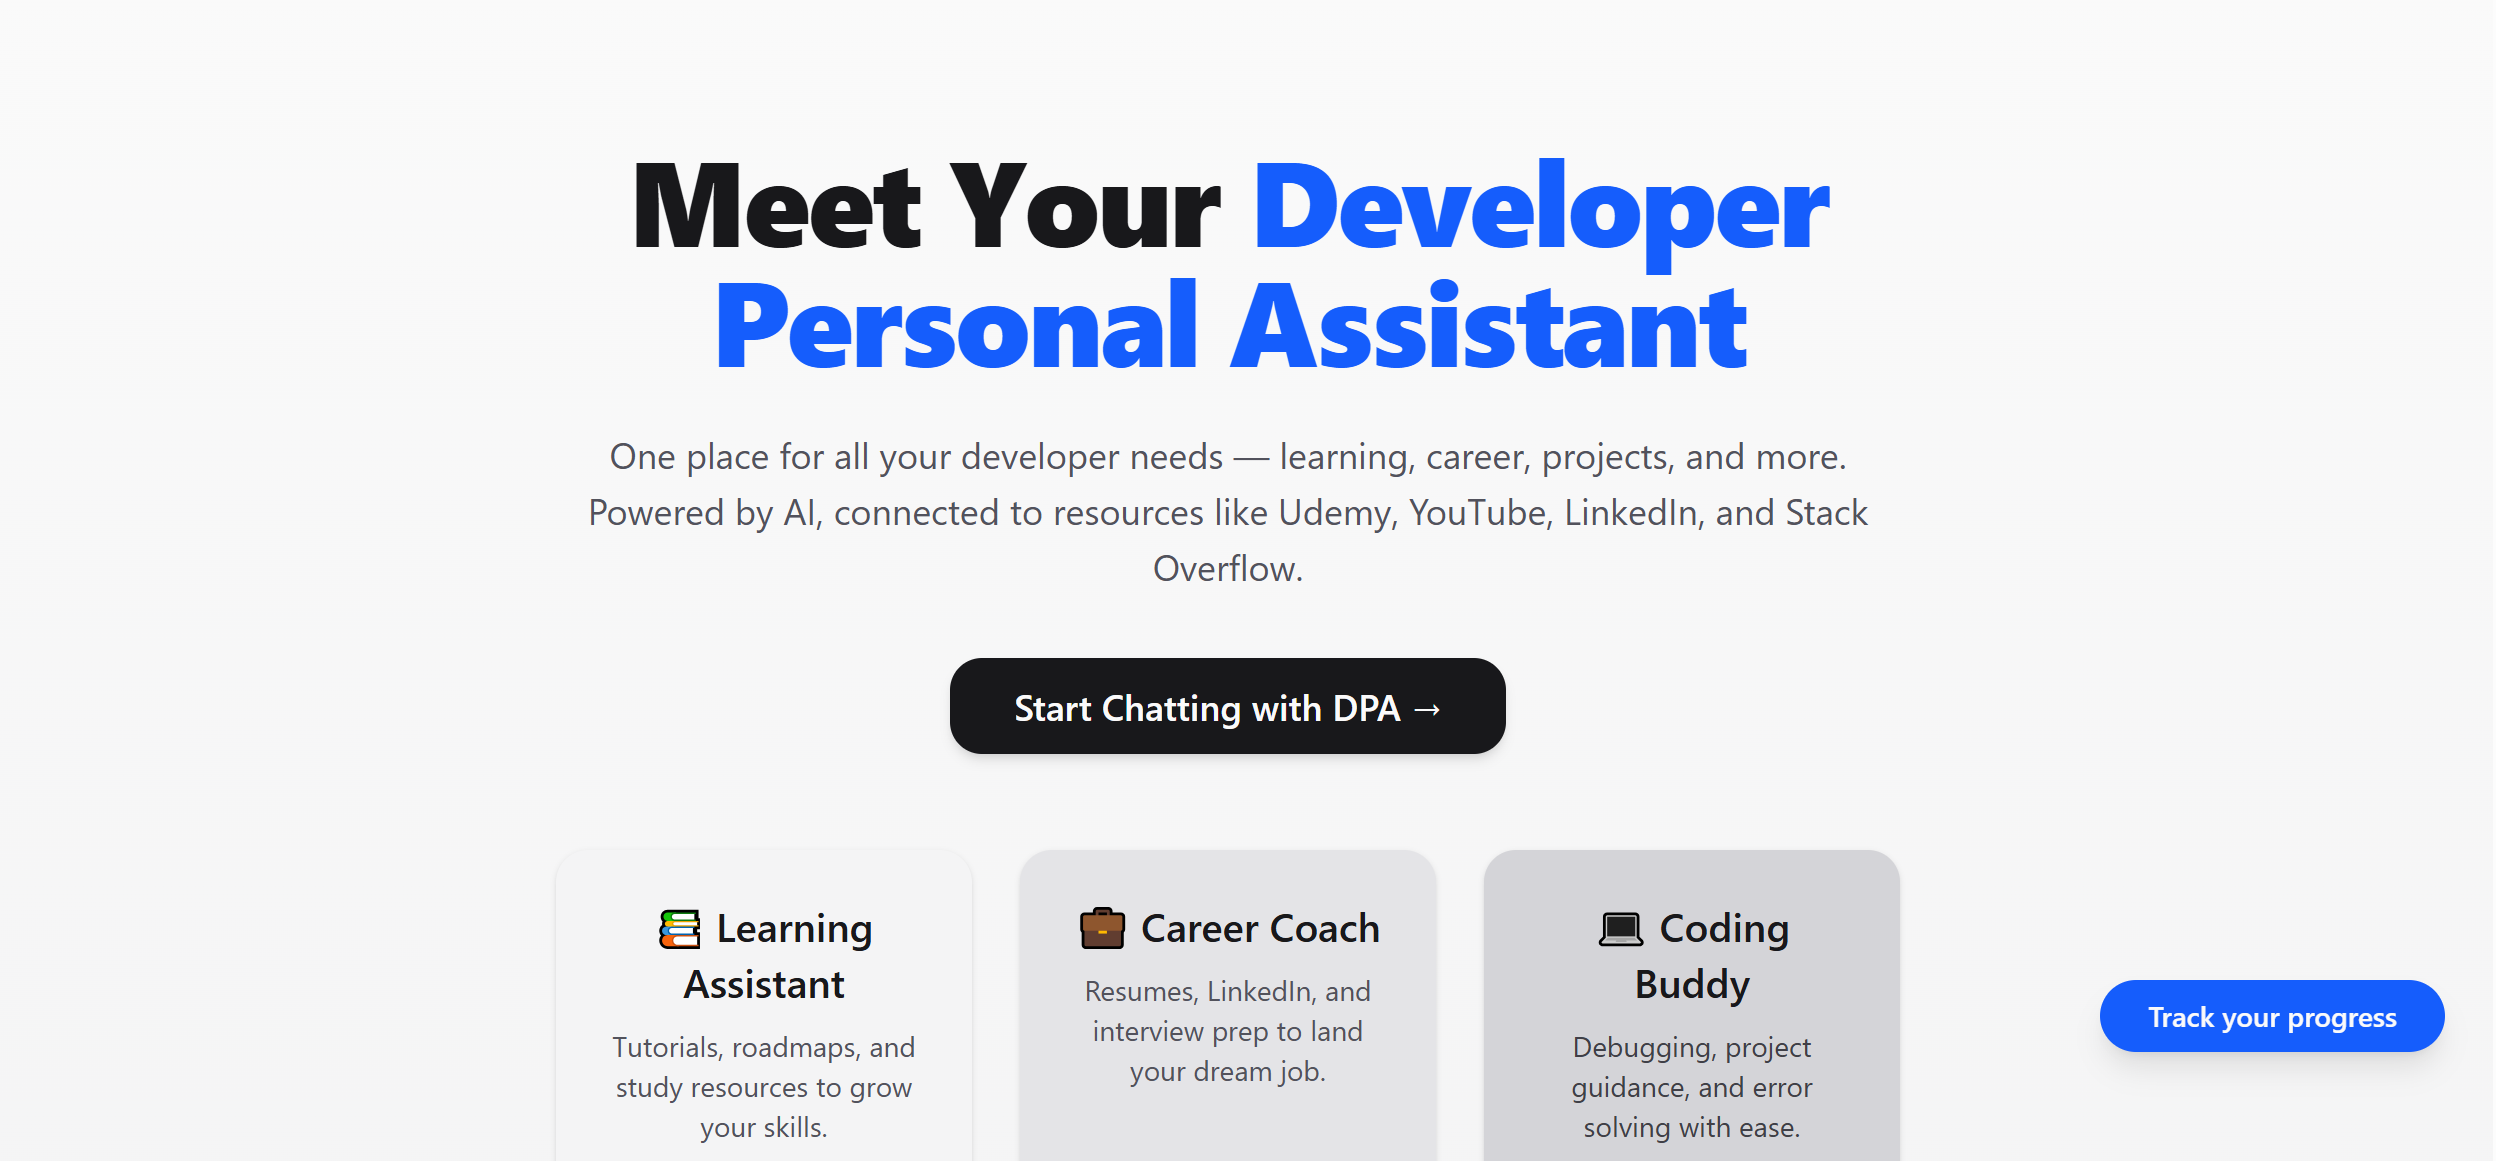 Meet Your Developer
Personal Assistant
One place for all your developer needs — learning, career, projects, and more.
Powered by AI, connected to resources like Udemy, YouTube, LinkedIn, and Stack
Overflow.
Start Chatting with DPA →
📚 Learning
Assistant
Tutorials, roadmaps, and
study resources to grow
your skills.
💼 Career Coach
Resumes, LinkedIn, and
interview prep to land
your dream job.
💻 Coding
Buddy
Debugging, project
guidance, and error
solving with ease.
Track your progress